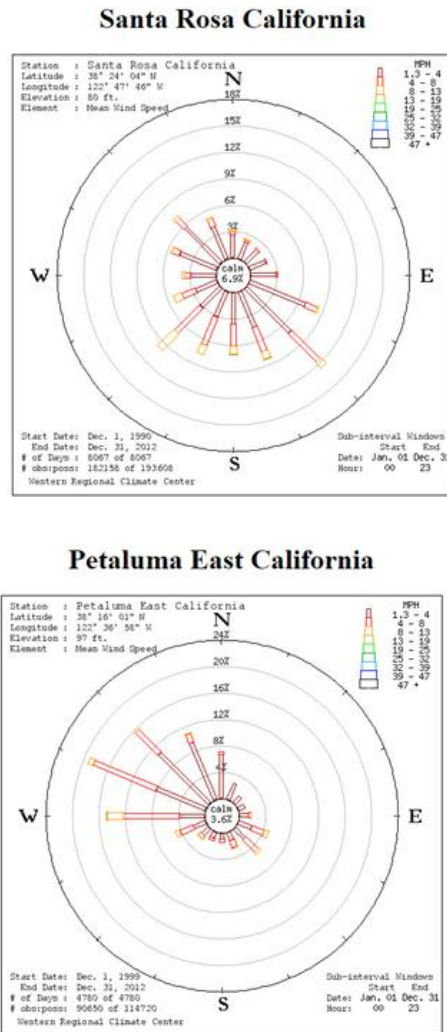 Santa Rosa California
Station : Santa Rosa California
Latitude : 38° 24' 04" N
Longitude : 122° 47' 46" W
Elevation : 80 ft.
Element : Mean Wind Speed
MPH
1.3 - 4
4 - 8
8 - 13
13 - 19
19 - 25
25 - 32
32 - 39
39 - 47
47 +
N
18%
15%
12%
9%
6%
3%
W
calm
6.9%
E
S
Start Date: Dec. 1, 1990
End Date: Dec. 31, 2012
# of Days : 8067 of 8067
# obs:poss: 182158 of 193608
Western Regional Climate Center
Sub-interval Windows
Start End
Date: Jan. 01 Dec. 31
Hour: 00 23
Petaluma East California
Station : Petaluma East California
Latitude : 38° 16' 01" N
Longitude : 122° 36' 58" W
Elevation : 97 ft.
Element : Mean Wind Speed
MPH
1.3 - 4
4 - 8
8 - 13
13 - 19
19 - 25
25 - 32
32 - 39
39 - 47
47 +
N
24%
20%
16%
12%
8%
4%
W
calm
3.6%
E
S
Start Date: Dec. 1, 1999
End Date: Dec. 31, 2012
# of Days : 4780 of 4780
# obs:poss: 90650 of 114720
Western Regional Climate Center
Sub-interval Windows
Start End
Date: Jan. 01 Dec. 31
Hour: 00 23